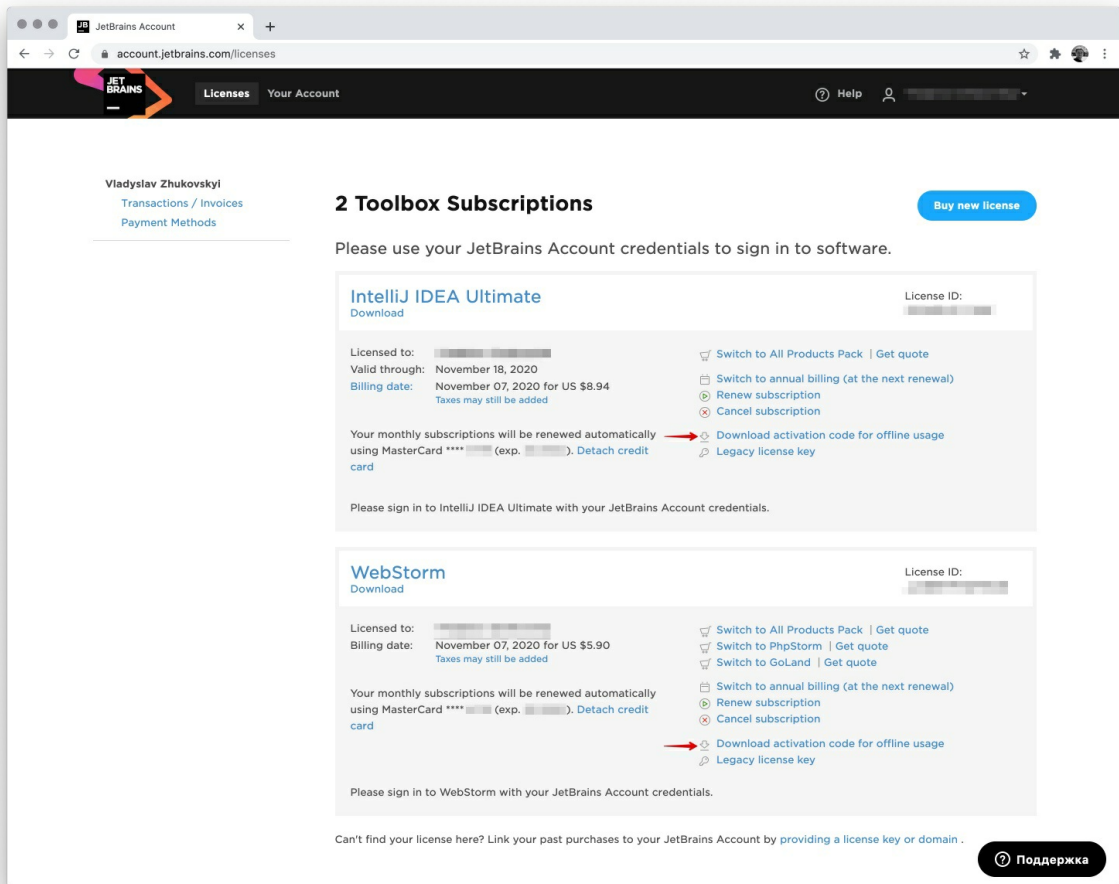 JB JetBrains Account
account.jetbrains.com/licenses
JET
BRAINS
Licenses Your Account
Help
Vladyslav Zhukovskyi
Transactions / Invoices
Payment Methods
2 Toolbox Subscriptions
Buy new license
Please use your JetBrains Account credentials to sign in to software.
IntelliJ IDEA Ultimate
Download
License ID:
Licensed to:
Valid through: November 18, 2020
Billing date: November 07, 2020 for US $8.94
Taxes may still be added
Your monthly subscriptions will be renewed automatically
using MasterCard **** (exp. ). Detach credit
card
Switch to All Products Pack | Get quote
Switch to annual billing (at the next renewal)
Renew subscription
Cancel subscription
Download activation code for offline usage
Legacy license key
Please sign in to IntelliJ IDEA Ultimate with your JetBrains Account credentials.
WebStorm
Download
License ID:
Licensed to:
Billing date: November 07, 2020 for US $5.90
Taxes may still be added
Your monthly subscriptions will be renewed automatically
using MasterCard **** (exp. ). Detach credit
card
Switch to All Products Pack | Get quote
Switch to PhpStorm | Get quote
Switch to GoLand | Get quote
Switch to annual billing (at the next renewal)
Renew subscription
Cancel subscription
Download activation code for offline usage
Legacy license key
Please sign in to WebStorm with your JetBrains Account credentials.
Can't find your license here? Link your past purchases to your JetBrains Account by providing a license key or domain .
Поддержка